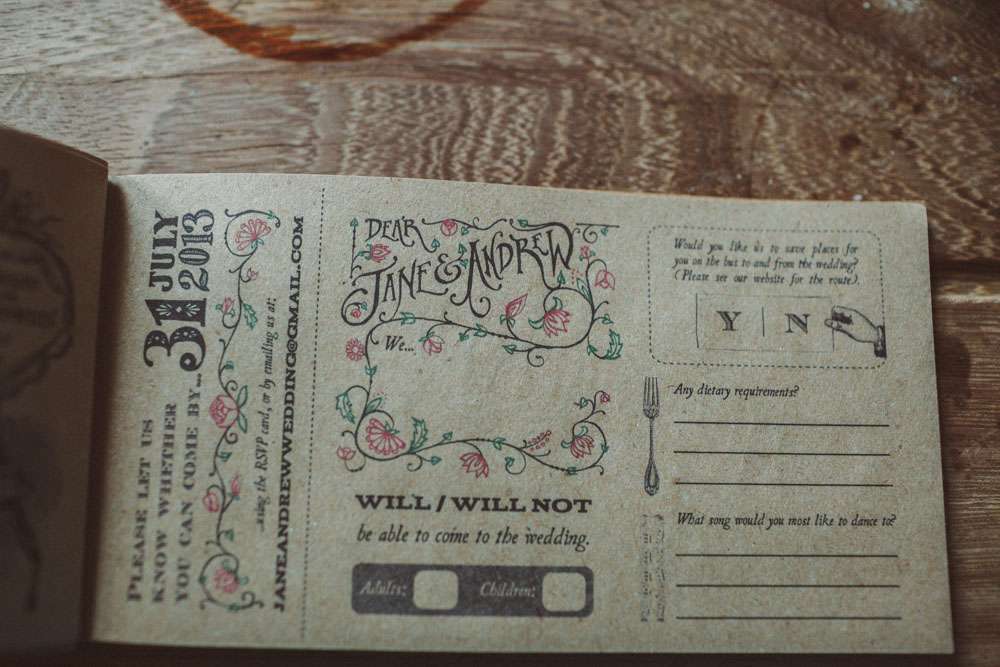 PLEASE LET US
KNOW WHETHER
YOU CAN COME BY...
31 JULY
2013
...using the RSVP card, or by emailing us at:
JANEANDREWWEDDING@GMAIL.COM
DEAR
JANE & ANDREW
We...
WILL / WILL NOT
be able to come to the wedding.
Adults:
Children:
Would you like us to save places for
you on the bus to and from the wedding?
(Please see our website for the route).
Y | N
Any dietary requirements?
What song would you most like to dance to?